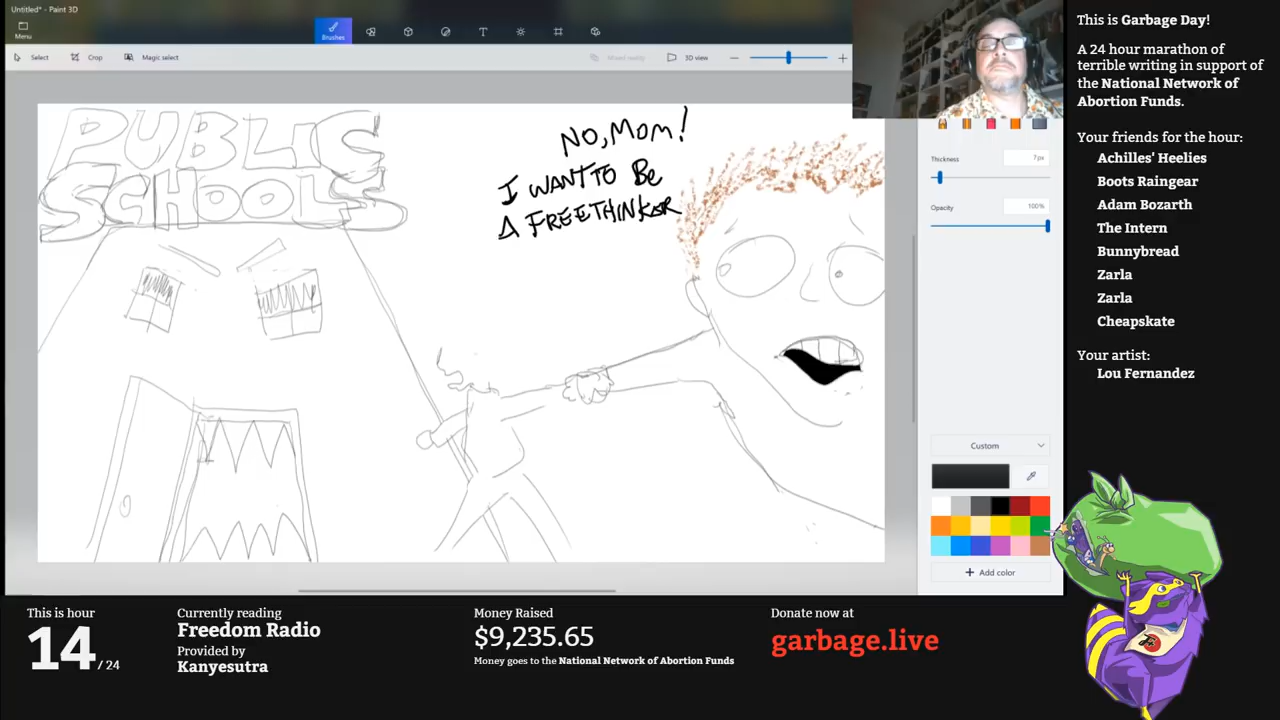 Untitled* - Paint 3D
Menu
Brushes
Select
Crop
Magic select
Mixed reality
3D view
PUBLIC
SCHOOLS
NO, MOM!
I WANT TO Be
A FREETHINKER
Thickness
7px
Opacity
100%
Custom
+ Add color
This is Garbage Day!
A 24 hour marathon of
terrible writing in support of
the National Network of
Abortion Funds.
Your friends for the hour:
Achilles' Heelies
Boots Raingear
Adam Bozarth
The Intern
Bunnybread
Zarla
Zarla
Cheapskate
Your artist:
Lou Fernandez
This is hour
14 / 24
Currently reading
Freedom Radio
Provided by
Kanyesutra
Money Raised
$9,235.65
Money goes to the National Network of Abortion Funds
Donate now at
garbage.live